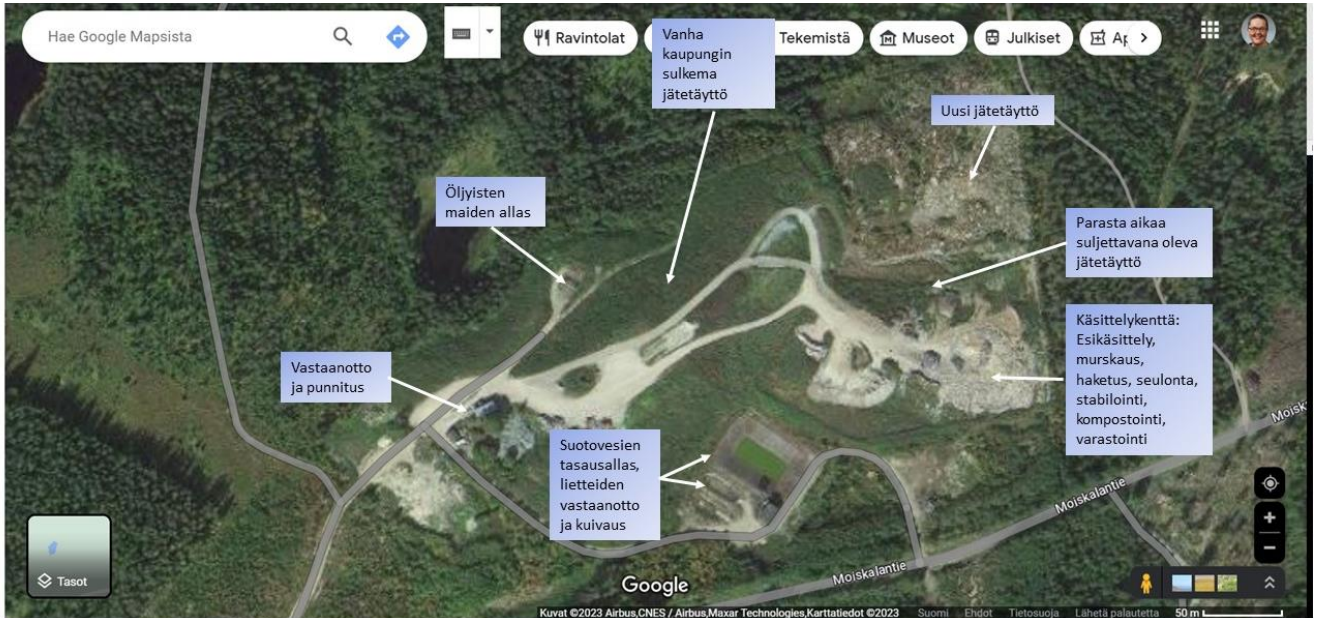 Hae Google Mapsista
Ravintolat
Tekemistä
Museot
Julkiset
Vanha
kaupungin
sulkema
jätetäyttö
Uusi jätetäyttö
Öljyisten
maiden allas
Parasta aikaa
suljettavana oleva
jätetäyttö
Käsittelykenttä:
Esikäsittely,
murskaus,
haketus, seulonta,
stabilointi,
kompostointi,
varastointi
Vastaanotto
ja punnitus
Suotovesien
tasausallas,
lietteiden
vastaanotto
ja kuivaus
Moiskalantie
Moiskalantie
Tasot
Google
Kuvat ©2023 Airbus,CNES / Airbus,Maxar Technologies,Karttatiedot ©2023 Suomi Ehdot Tietosuoja Lähetä palautetta 50 m